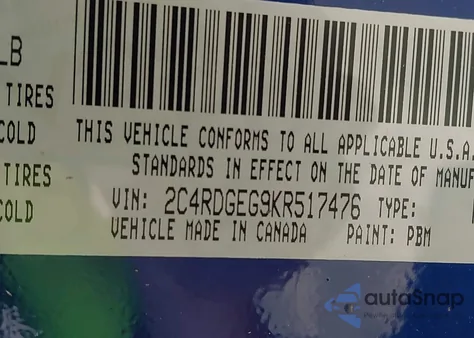 LB
TIRES
COLD
THIS VEHICLE CONFORMS TO ALL APPLICABLE U.S.A.
STANDARDS IN EFFECT ON THE DATE OF MANUF
TIRES
VIN: 2C4RDGEG9KR517476 TYPE:
COLD
VEHICLE MADE IN CANADA PAINT: PBM
autoSnap